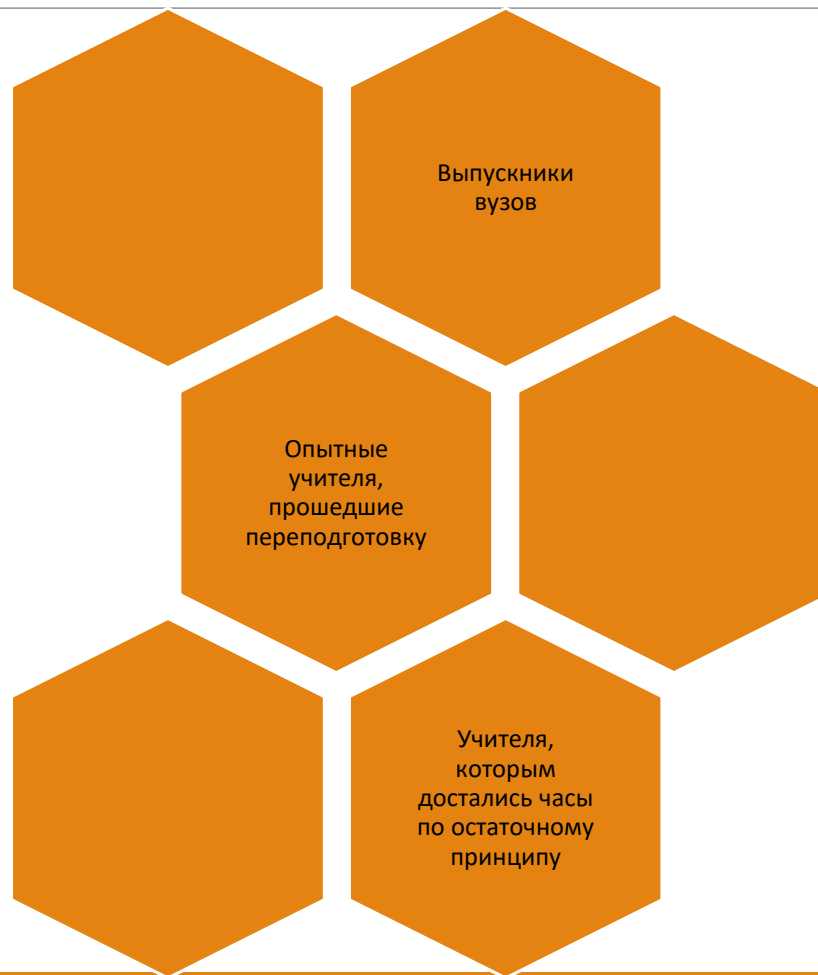 Выпускники
вузов
Опытные
учителя,
прошедшие
переподготовку
Учителя,
которым
достались часы
по остаточному
принципу